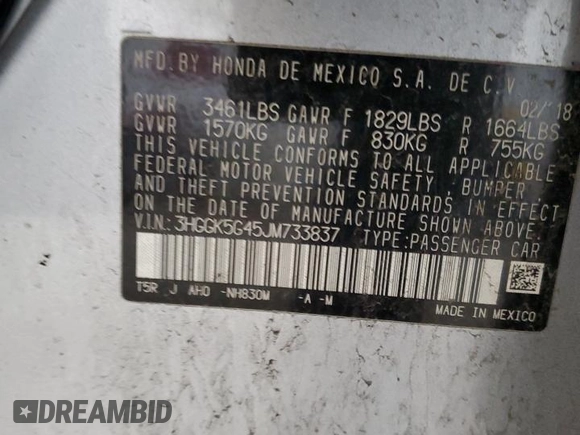 MFD. BY HONDA DE MEXICO S.A. DE C.V
02/18
GVWR 3461LBS GAWR F 1829LBS R 1664LBS
GVWR 1570KG GAWR F 830KG R 755KG
THIS VEHICLE CONFORMS TO ALL APPLICABLE
FEDERAL MOTOR VEHICLE SAFETY, BUMPER,
AND THEFT PREVENTION STANDARDS IN EFFECT
ON THE DATE OF MANUFACTURE SHOWN ABOVE.
V.I.N.: 3HGGK5G45JM733837 TYPE:PASSENGER CAR
T5R J AHD -NH830M -A -M
MADE IN MEXICO
DREAMBID